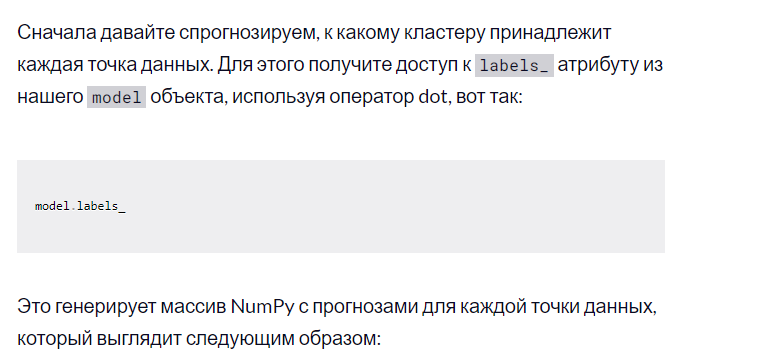 Сначала давайте спрогнозируем, к какому кластеру принадлежит
каждая точка данных. Для этого получите доступ к labels_ атрибуту из
нашего model объекта, используя оператор dot, вот так:
model.labels_
Это генерирует массив NumPy с прогнозами для каждой точки данных,
который выглядит следующим образом: